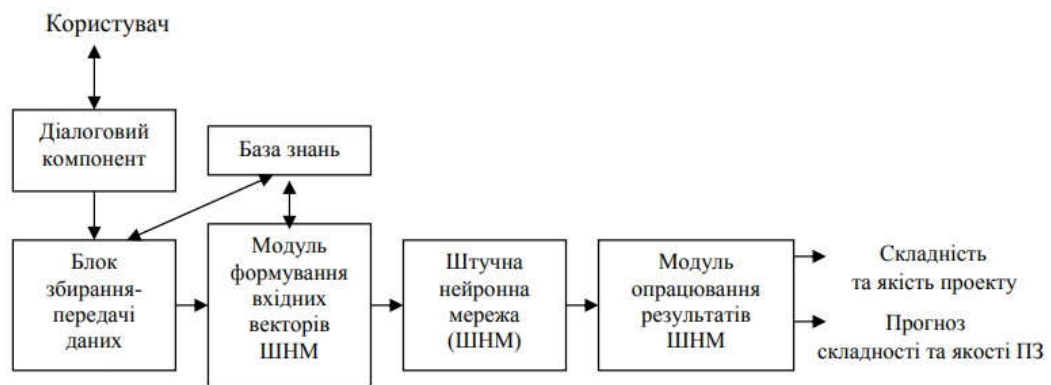 Користувач
Діалоговий
компонент
База знань
Блок
збирання-
передачі
даних
Модуль
формування
вхідних
векторів
ШНМ
Штучна
нейронна
мережа
(ШНМ)
Модуль
опрацювання
результатів
ШНМ
Складність
та якість проекту
Прогноз
складності та якості ПЗ